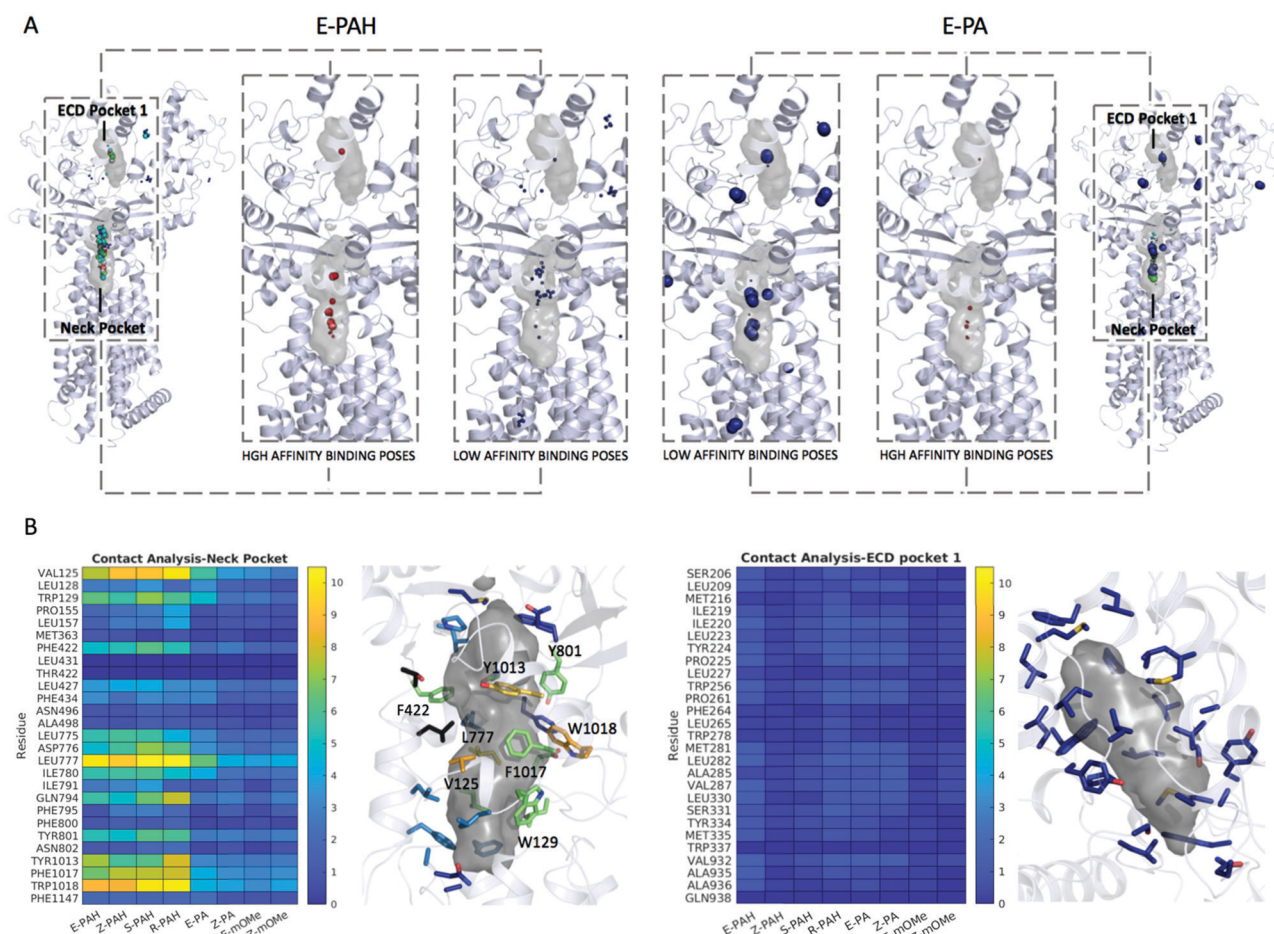 A
E-PAH
E-PA
ECD Pocket 1
Neck Pocket
HGH AFFINITY BINDING POSES
LOW AFFINITY BINDING POSES
LOW AFFINITY BINDING POSES
HGH AFFINITY BINDING POSES
ECD Pocket 1
Neck Pocket
B
Contact Analysis-Neck Pocket
Residue
VAL125
LEU128
TRP129
PRO155
LEU157
MET363
PHE422
LEU431
THR422
LEU427
PHE434
ASN496
ALA498
LEU775
ASP776
LEU777
ILE780
ILE791
GLN794
PHE795
PHE800
TYR801
ASN802
TYR1013
PHE1017
TRP1018
PHE1147
E-PAH
Z-PAH
S-PAH
R-PAH
E-PA
Z-PA
E-mOMe
Z-mOMe
10
9
8
7
6
5
4
3
2
1
0
Y801
Y1013
F422
L777
W1018
V125
F1017
W129
Contact Analysis-ECD pocket 1
Residue
SER206
LEU209
MET216
ILE219
ILE220
LEU223
TYR224
PRO225
LEU227
TRP256
PRO261
PHE264
LEU265
TRP278
MET281
LEU282
ALA285
VAL287
LEU330
SER331
TYR334
MET335
TRP337
VAL932
ALA935
ALA936
GLN938
E-PAH
Z-PAH
S-PAH
R-PAH
E-PA
Z-PA
10
9
8
7
6
5
4
3
2
1
0